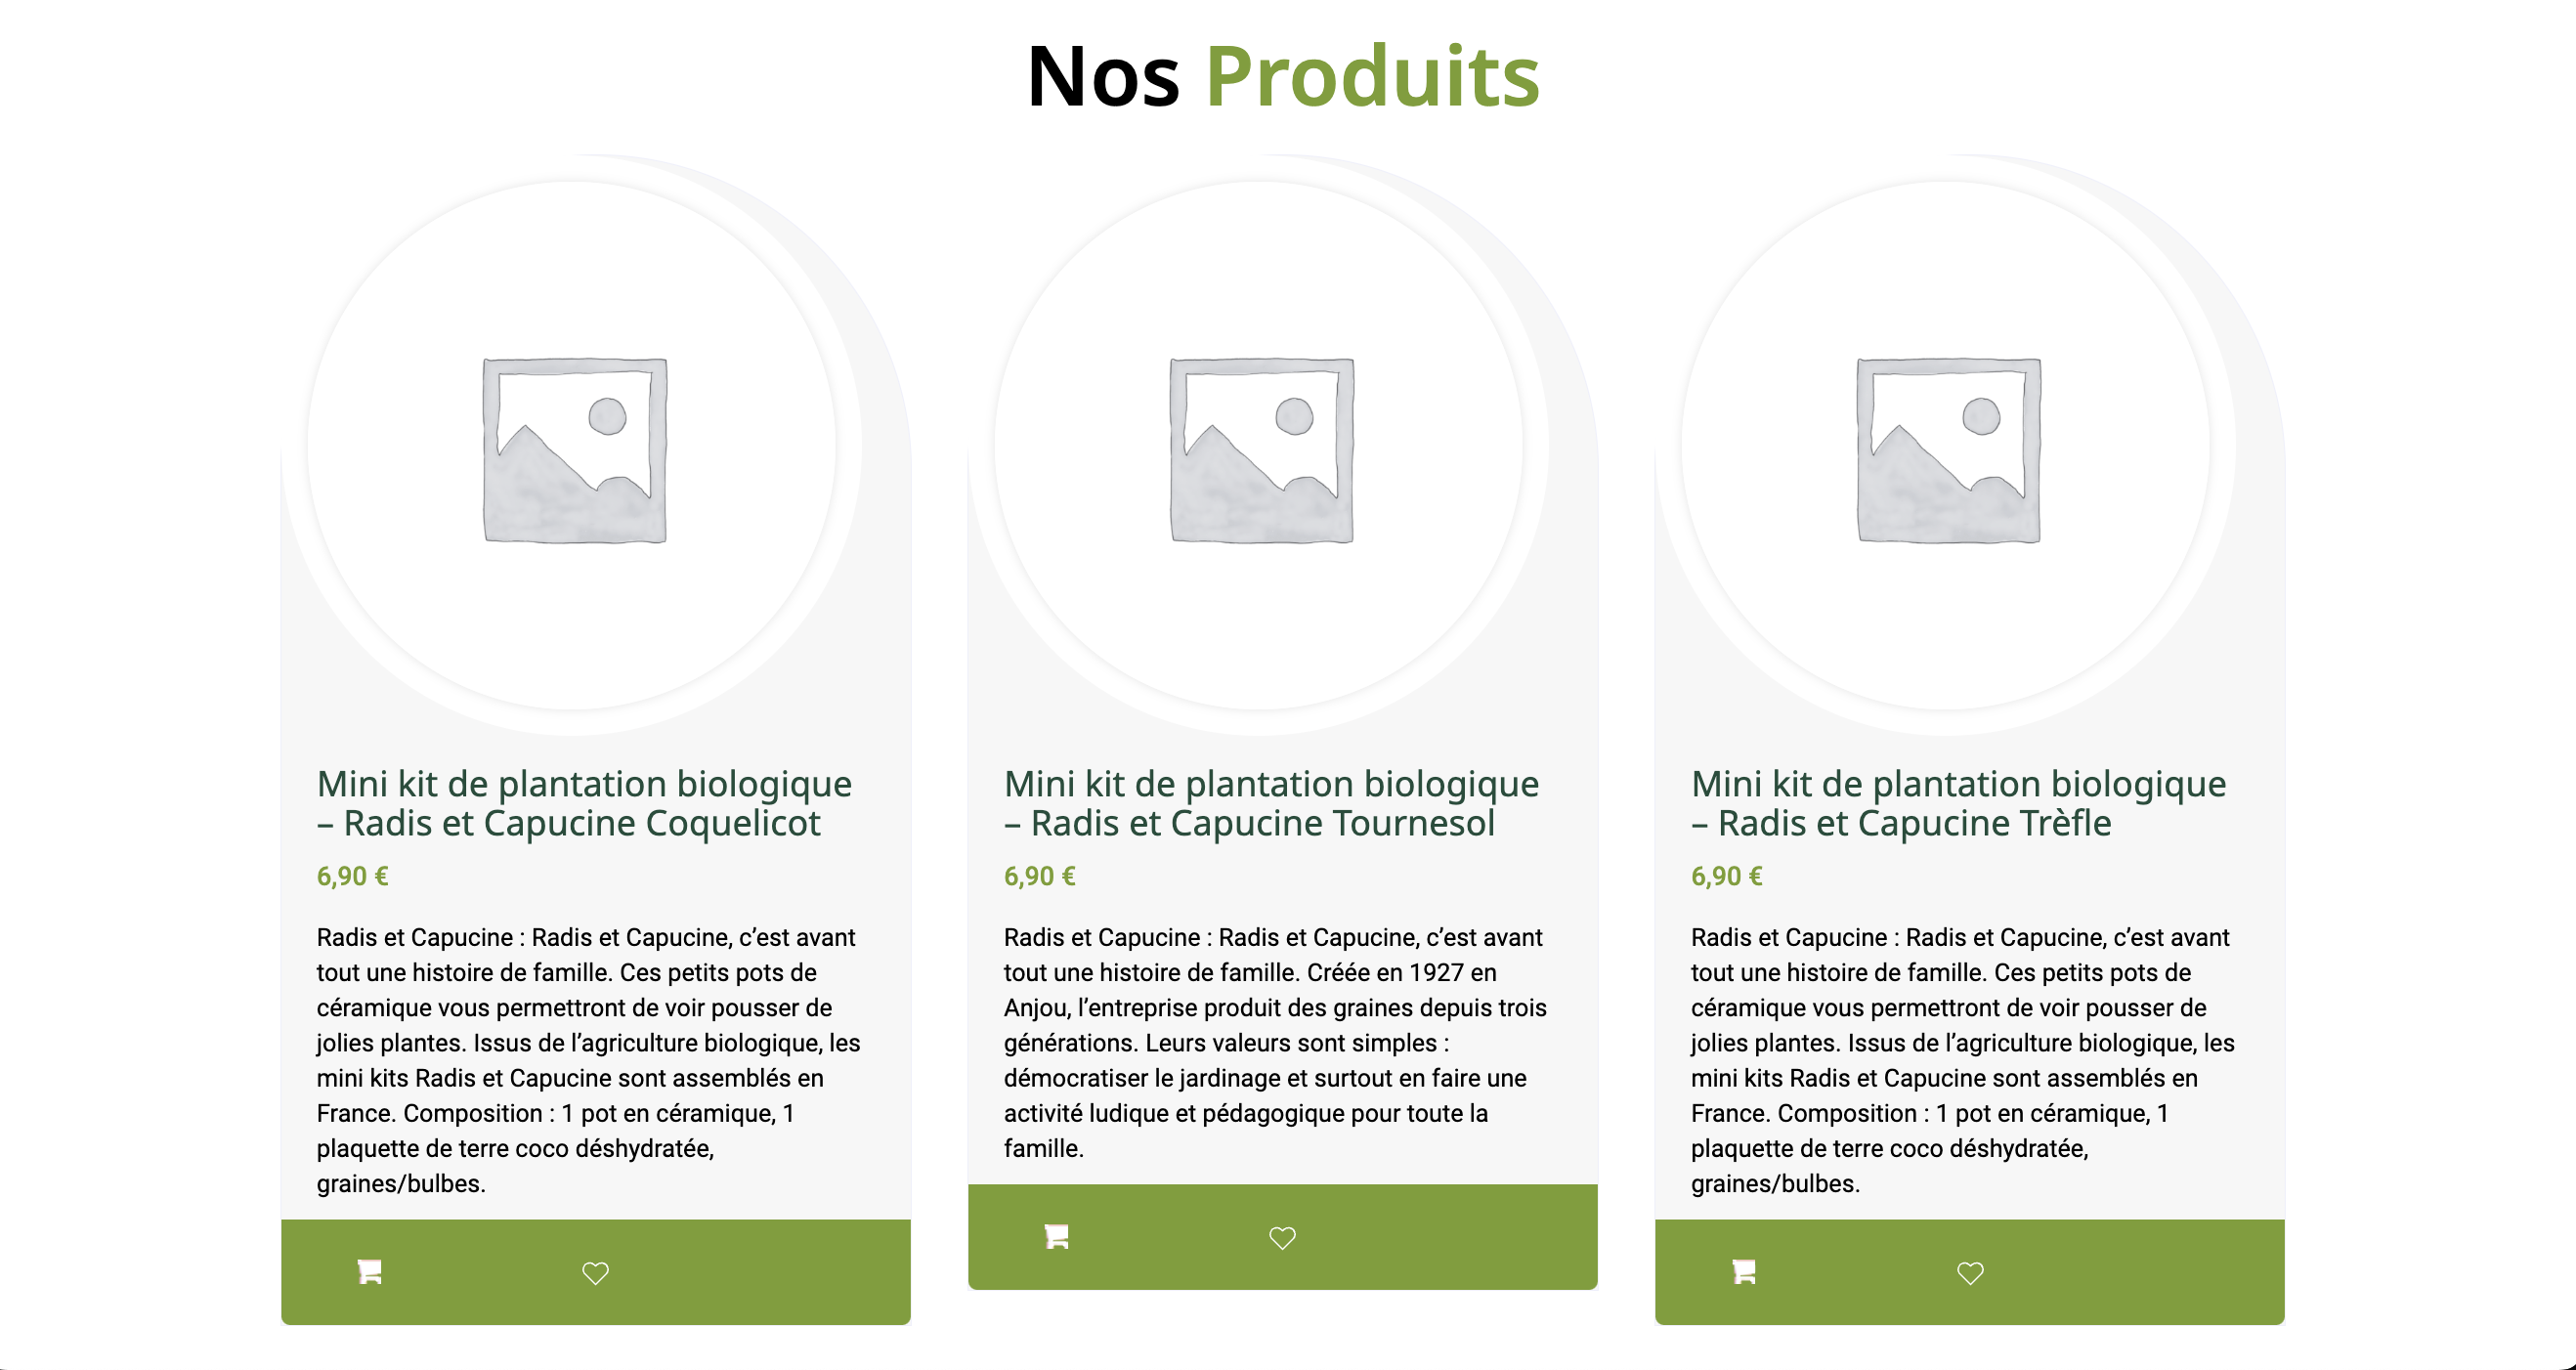 Nos Produits
Mini kit de plantation biologique
– Radis et Capucine Coquelicot
6,90 €
Radis et Capucine : Radis et Capucine, c’est avant
tout une histoire de famille. Ces petits pots de
céramique vous permettront de voir pousser de
jolies plantes. Issus de l’agriculture biologique, les
mini kits Radis et Capucine sont assemblés en
France. Composition : 1 pot en céramique, 1
plaquette de terre coco déshydratée,
graines/bulbes.
Mini kit de plantation biologique
– Radis et Capucine Tournesol
6,90 €
Radis et Capucine : Radis et Capucine, c’est avant
tout une histoire de famille. Créée en 1927 en
Anjou, l’entreprise produit des graines depuis trois
générations. Leurs valeurs sont simples :
démocratiser le jardinage et surtout en faire une
activité ludique et pédagogique pour toute la
famille.
Mini kit de plantation biologique
– Radis et Capucine Trèfle
6,90 €
Radis et Capucine : Radis et Capucine, c’est avant
tout une histoire de famille. Ces petits pots de
céramique vous permettront de voir pousser de
jolies plantes. Issus de l’agriculture biologique, les
mini kits Radis et Capucine sont assemblés en
France. Composition : 1 pot en céramique, 1
plaquette de terre coco déshydratée,
graines/bulbes.